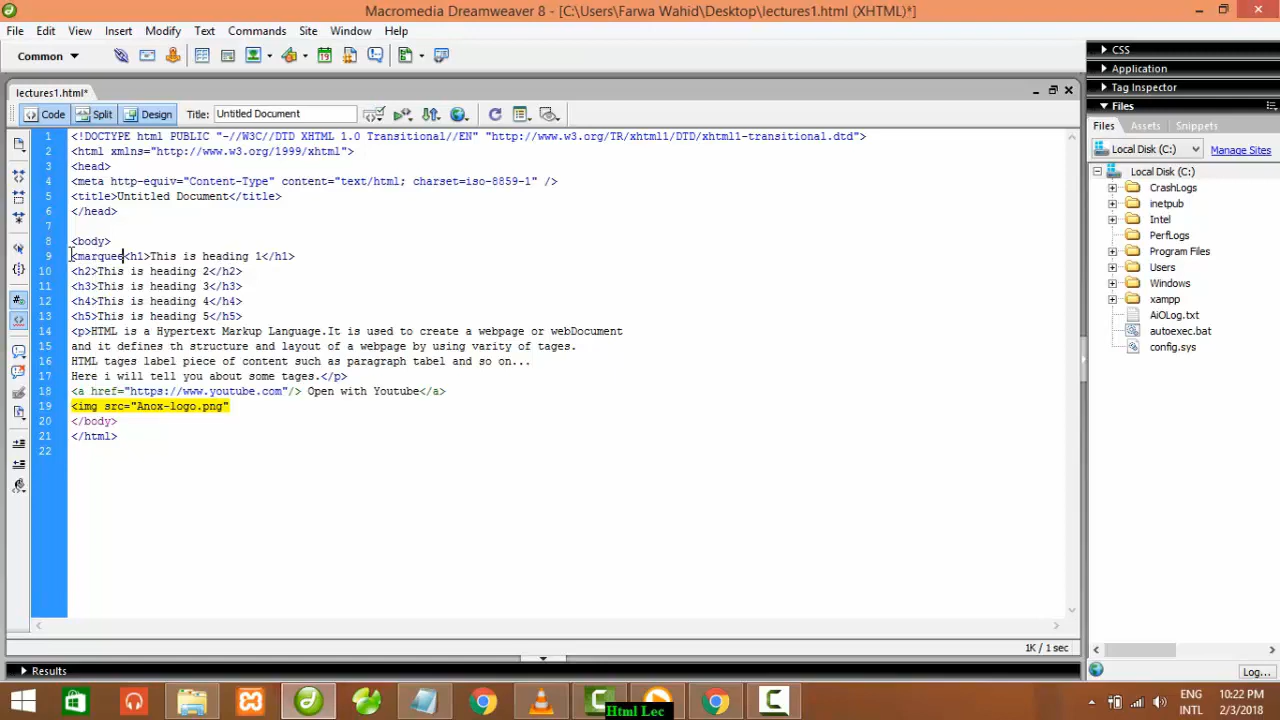 Macromedia Dreamweaver 8 - [C:\Users\Farwa Wahid\Desktop\lectures1.html (XHTML)*]
File Edit View Insert Modify Text Commands Site Window Help
Common
lectures1.html*
Code Split Design Title: Untitled Document
1 <!DOCTYPE html PUBLIC "-//W3C//DTD XHTML 1.0 Transitional//EN" "http://www.w3.org/TR/xhtml1/DTD/xhtml1-transitional.dtd">
2 <html xmlns="http://www.w3.org/1999/xhtml">
3 <head>
4 <meta http-equiv="Content-Type" content="text/html; charset=iso-8859-1" />
5 <title>Untitled Document</title>
6 </head>
7
8 <body>
9 <marquee<h1>This is heading 1</h1>
10 <h2>This is heading 2</h2>
11 <h3>This is heading 3</h3>
12 <h4>This is heading 4</h4>
13 <h5>This is heading 5</h5>
14 <p>HTML is a Hypertext Markup Language.It is used to create a webpage or webDocument
15 and it defines th structure and layout of a webpage by using varity of tages.
16 HTML tages label piece of content such as paragraph tabel and so on...
17 Here i will tell you about some tages.</p>
18 <a href="https://www.youtube.com"/> Open with Youtube</a>
19 <img src="Anox-logo.png"
20 </body>
21 </html>
22
1K / 1 sec
Results
CSS
Application
Tag Inspector
Files
Files Assets Snippets
Local Disk (C:) Manage Sites
Local Disk (C:)
CrashLogs
inetpub
Intel
PerfLogs
Program Files
Users
Windows
xampp
AiOLog.txt
autoexec.bat
config.sys
Log...
Html Lec
ENG
INTL
10:22 PM
2/3/2018